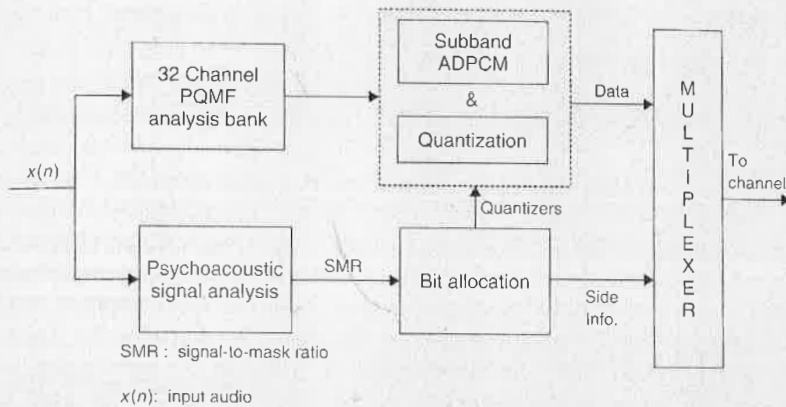 32 Channel
PQMF
analysis bank
Subband
ADPCM
&
Quantization
Data
MULTIPLEXER
x(n)
To
channel
Quantizers
Psychoacoustic
signal analysis
SMR
Bit allocation
Side
Info.
SMR : signal-to-mask ratio
x(n): input audio